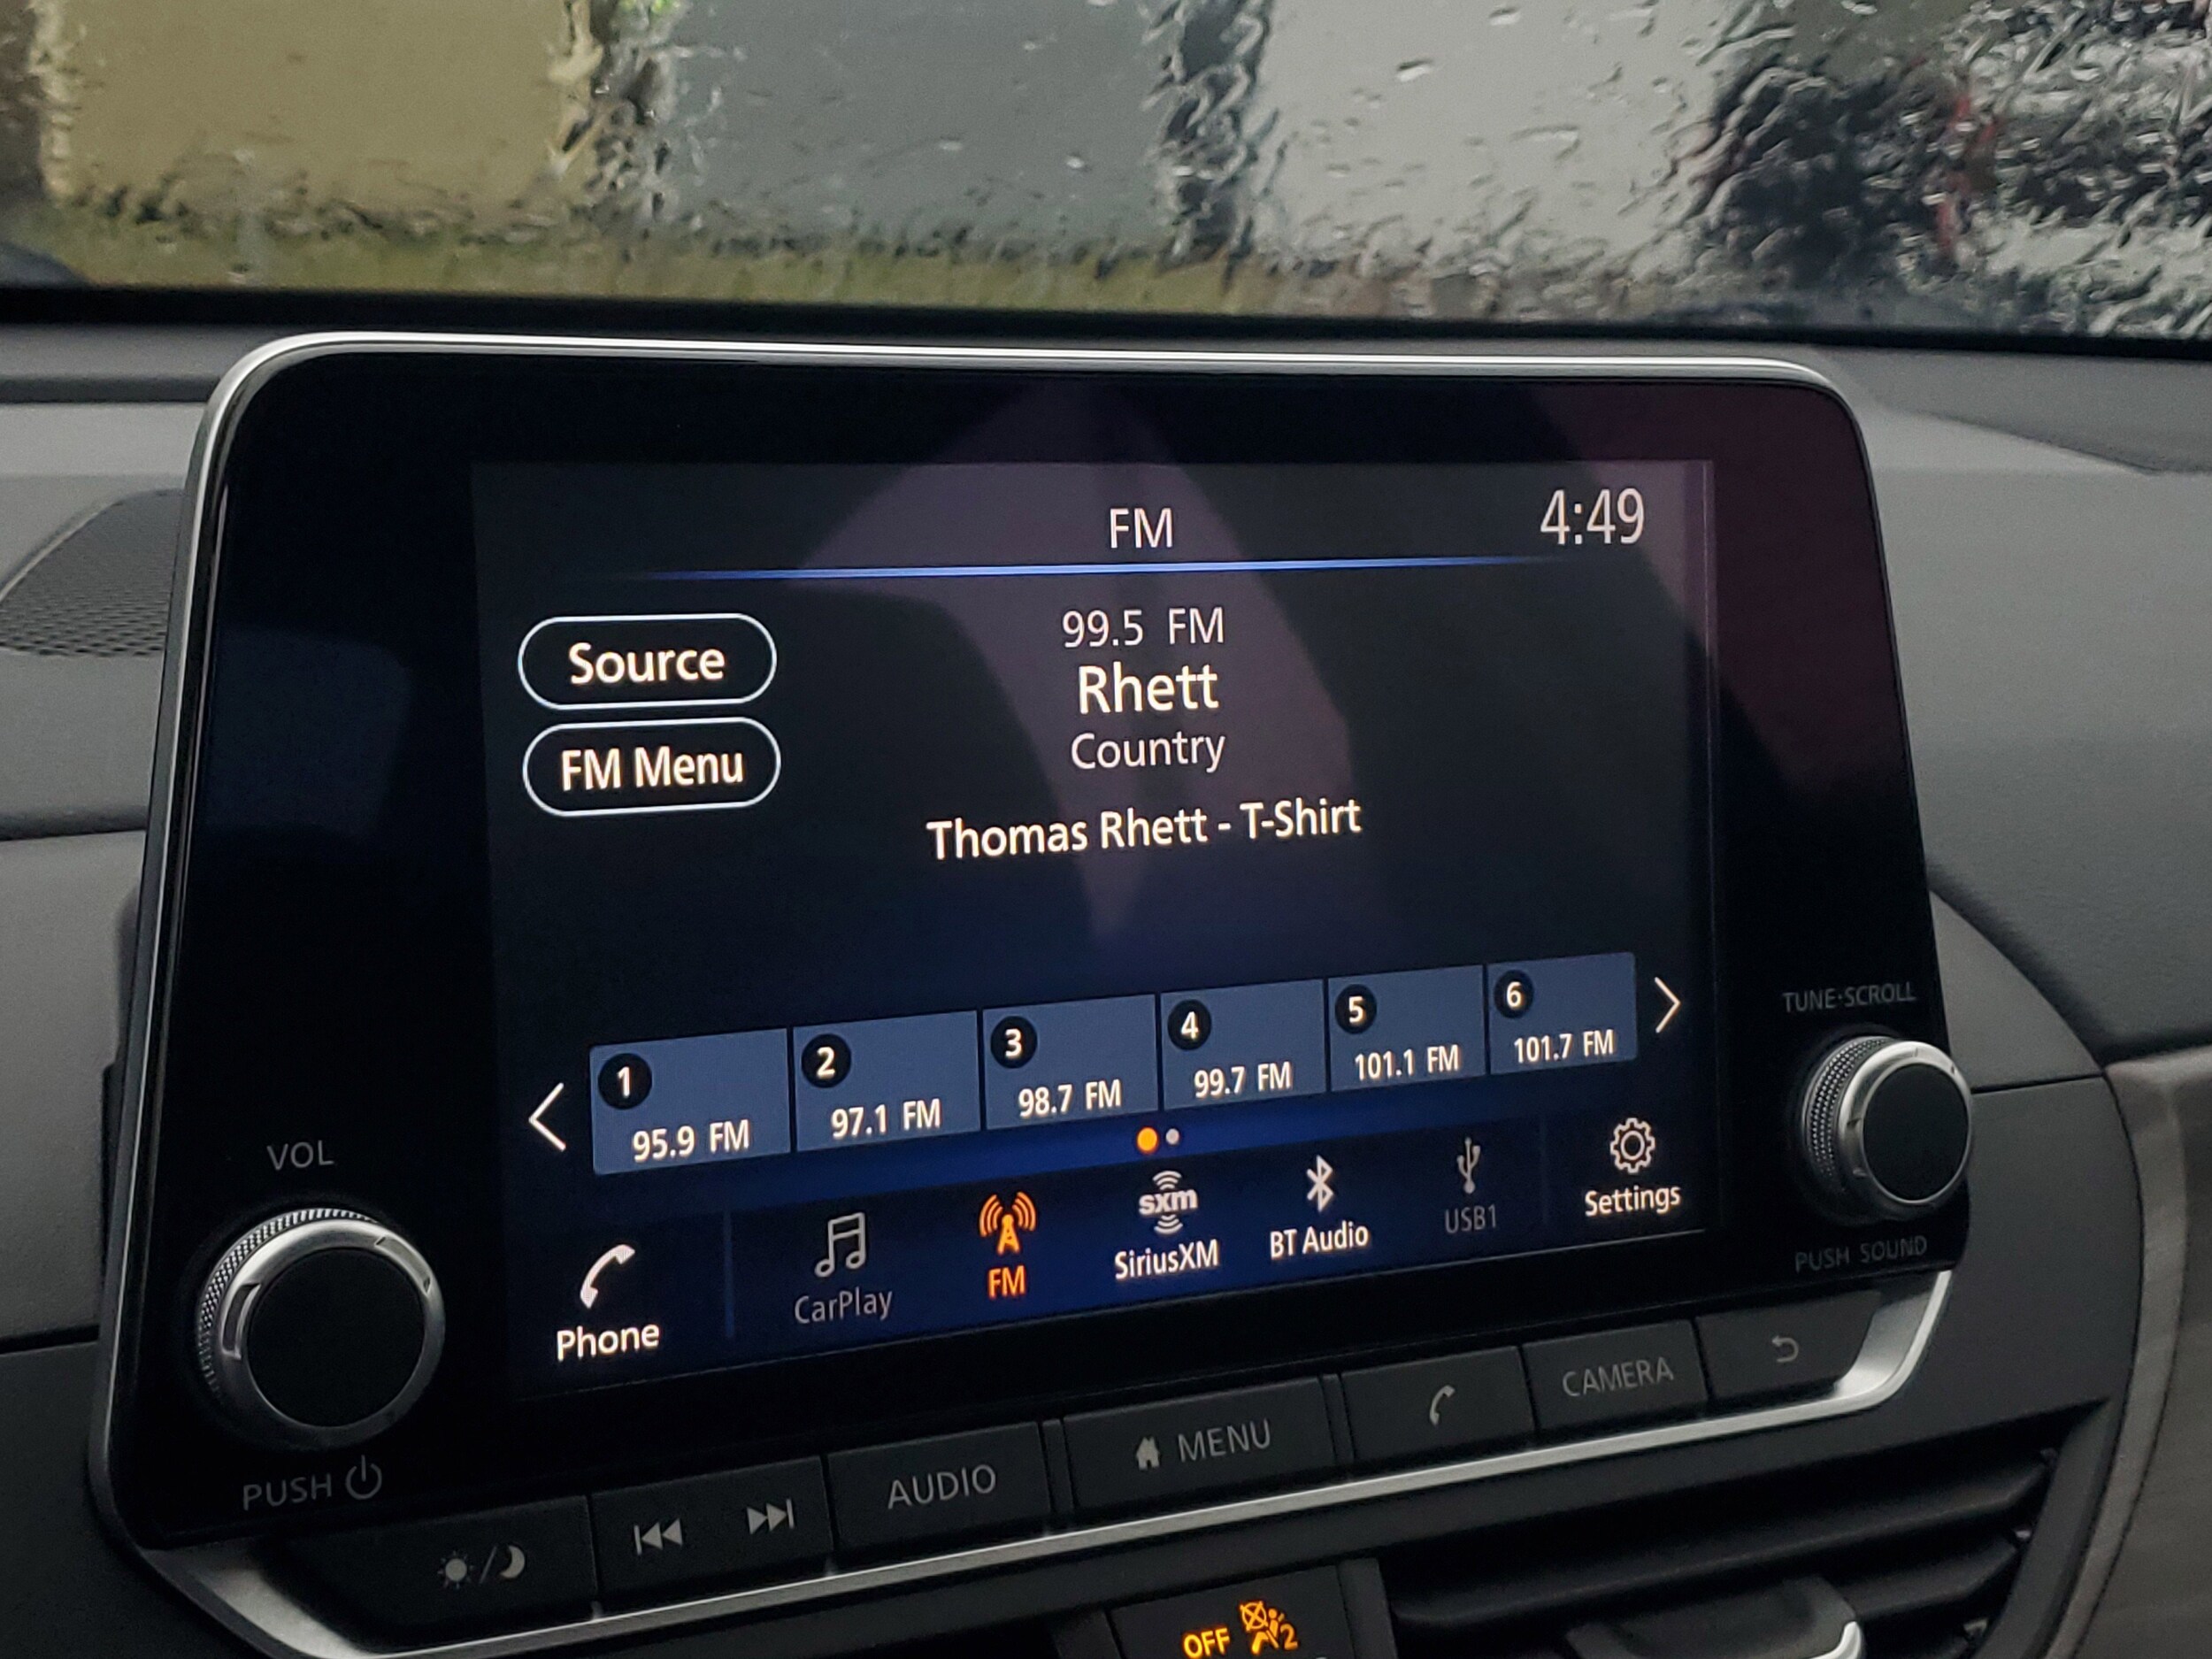 FM
4:49
Source
FM Menu
99.5 FM
Rhett
Country
Thomas Rhett - T-Shirt
1
95.9 FM
2
97.1 FM
3
98.7 FM
4
99.7 FM
5
101.1 FM
6
101.7 FM
Phone
CarPlay
FM
sxm
SiriusXM
BT Audio
USB1
Settings
VOL
PUSH
TUNE·SCROLL
PUSH SOUND
AUDIO
MENU
CAMERA
OFF
2